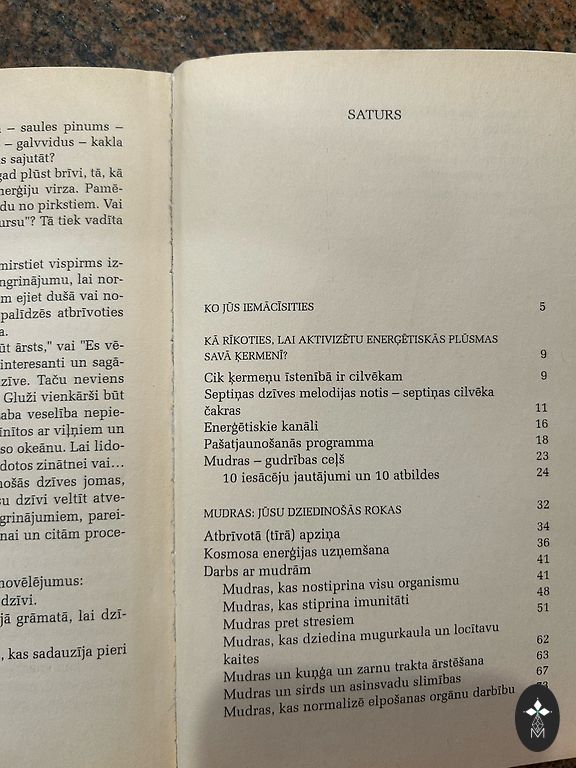 – saules pinums –
– galvvidus – kakla
s sajutāt?
gad plūst brīvi, tā, kā
nerģiju virza. Pamē-
du no pirkstiem. Vai
ursu"? Tā tiek vadīta
mirstiet vispirms iz-
ngrinājumu, lai nor-
m ejiet dušā vai no-
palīdzēs atbrīvoties
a.
ūt ārsts," vai "Es vē-
interesanti un sagā-
zīve. Taču neviens
Gluži vienkārši būt
aba veselība nepie-
īnītos ar viļņiem un
so okeānu. Lai lido-
dotos zinātnei vai...
nošās dzīves jomas,
su dzīvi veltīt atve-
grinājumiem, parei-
nai un citām proce-
novēlējumus:
dzīvi.
jā grāmatā, lai dzī-
, kas sadauzīja pieri
SATURS
KO JŪS IEMĀCĪSITIES 5
KĀ RĪKOTIES, LAI AKTIVIZĒTU ENERĢĒTISKĀS PLŪSMAS
SAVĀ ĶERMENĪ? 9
Cik ķermeņu īstenībā ir cilvēkam 9
Septiņas dzīves melodijas notis – septiņas cilvēka
čakras 11
Enerģētiskie kanāli 16
Pašatjaunošanās programma 18
Mudras – gudrības ceļš 23
10 iesācēju jautājumi un 10 atbildes 24
MUDRAS: JŪSU DZIEDINOŠĀS ROKAS 32
Atbrīvotā (tīrā) apziņa 34
Kosmosa enerģijas uzņemšana 36
Darbs ar mudrām 41
Mudras, kas nostiprina visu organismu 41
Mudras, kas stiprina imunitāti 48
Mudras pret stresiem 51
Mudras, kas dziedina mugurkaula un locītavu
kaites 62
Mudras un kuņģa un zarnu trakta ārstēšana 63
Mudras un sirds un asinsvadu slimības 67
Mudras, kas normalizē elpošanas orgānu darbību